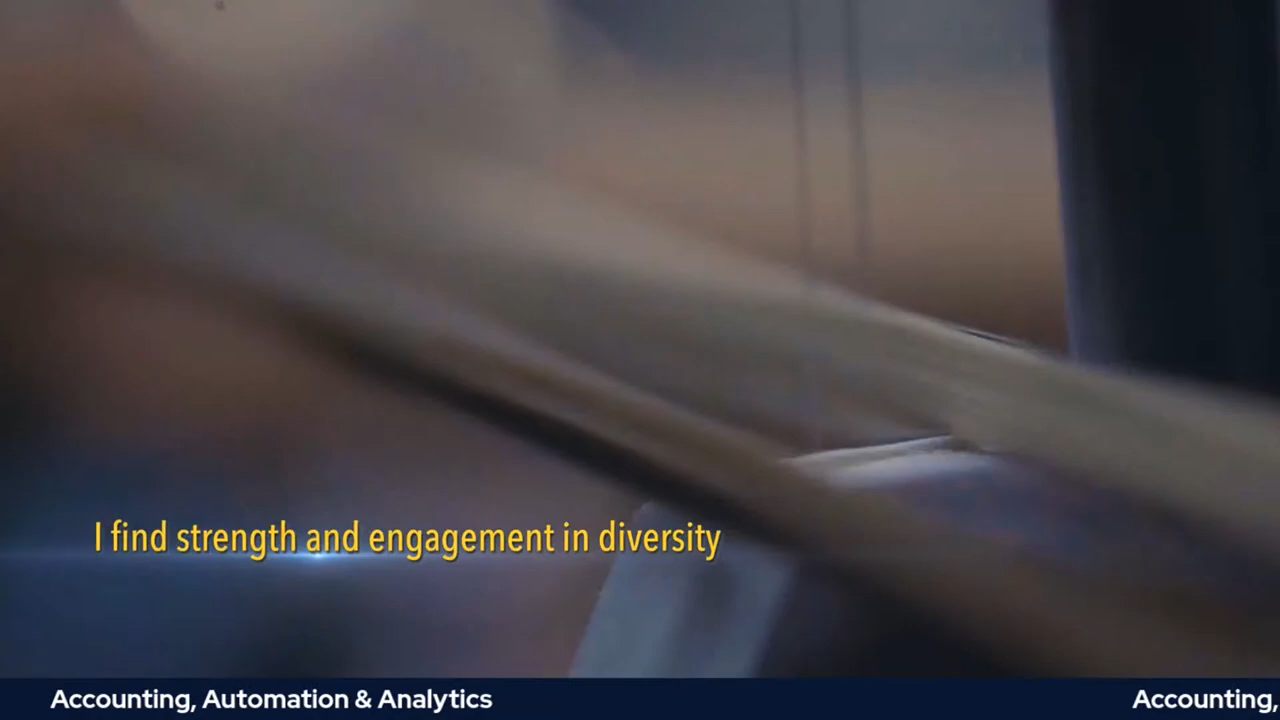 I find strength and engagement in diversity
Accounting, Automation & Analytics
Accounting,